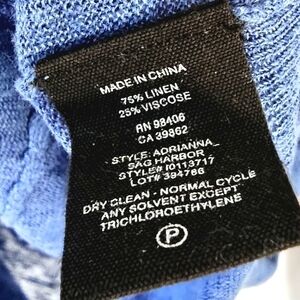 MADE IN CHINA
75% LINEN
25% VISCOSE
RN 98406
CA 39862
STYLE: ADRIANNA
SAG HARBOR
STYLE# I0113717
LOT# 394766
DRY CLEAN - NORMAL CYCLE
ANY SOLVENT EXCEPT
TRICHLOROETHYLENE
P